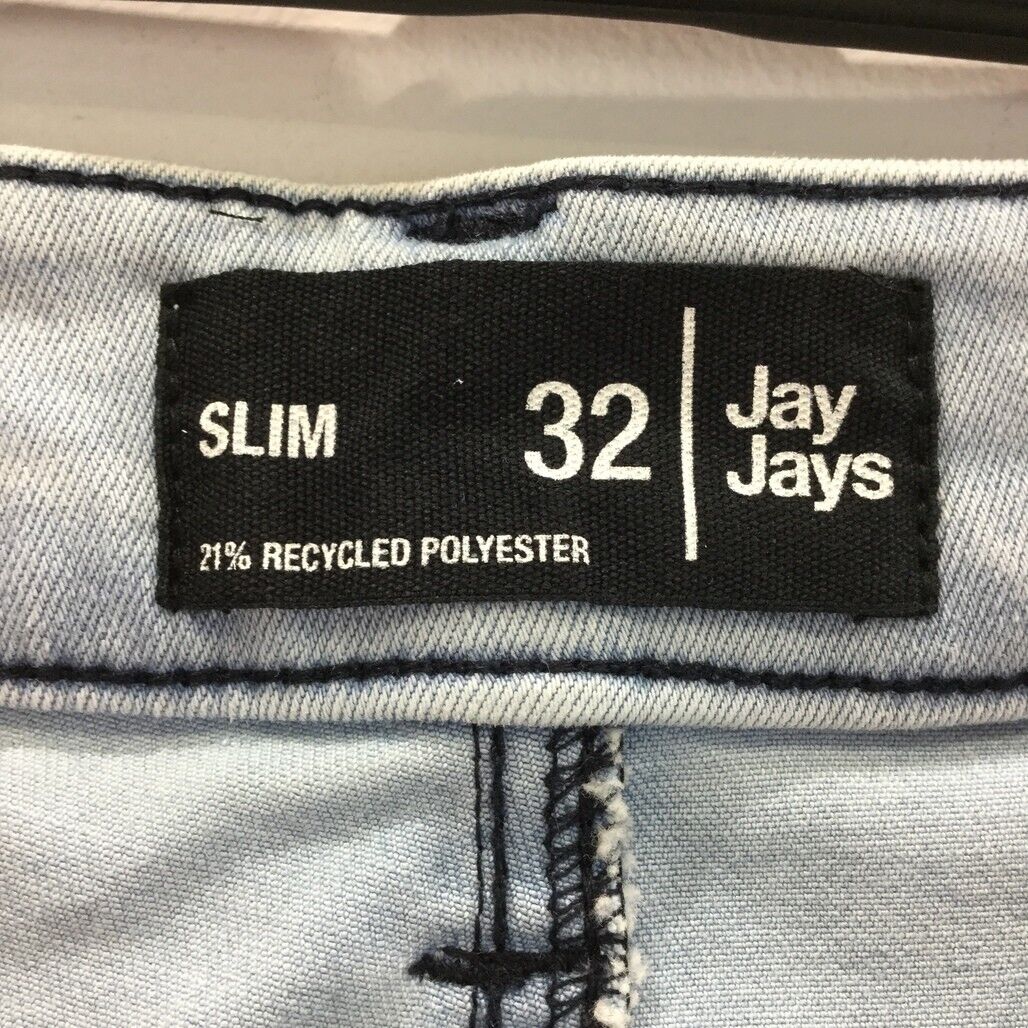 SLIM
32
Jay
Jays
21% RECYCLED POLYESTER